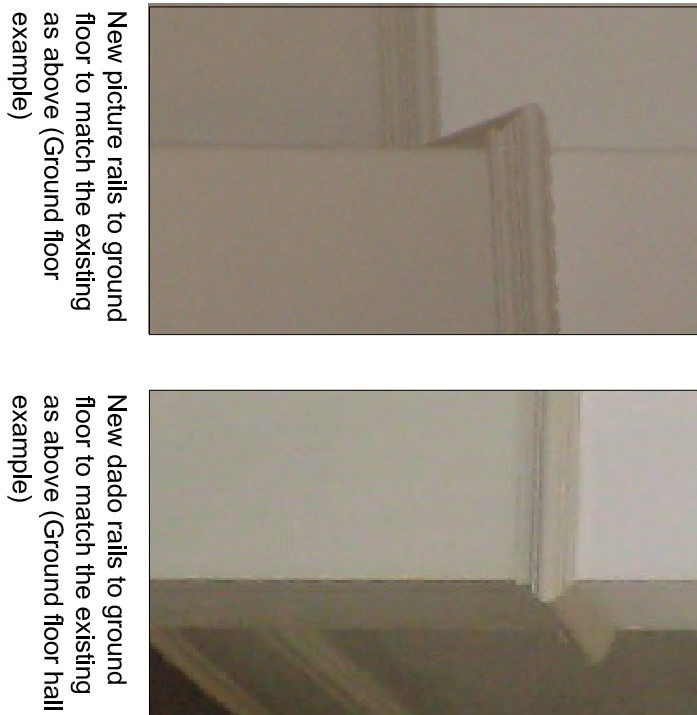 New picture rails to ground
floor to match the existing
as above (Ground floor
example)
New dado rails to ground
floor to match the existing
as above (Ground floor hall
example)